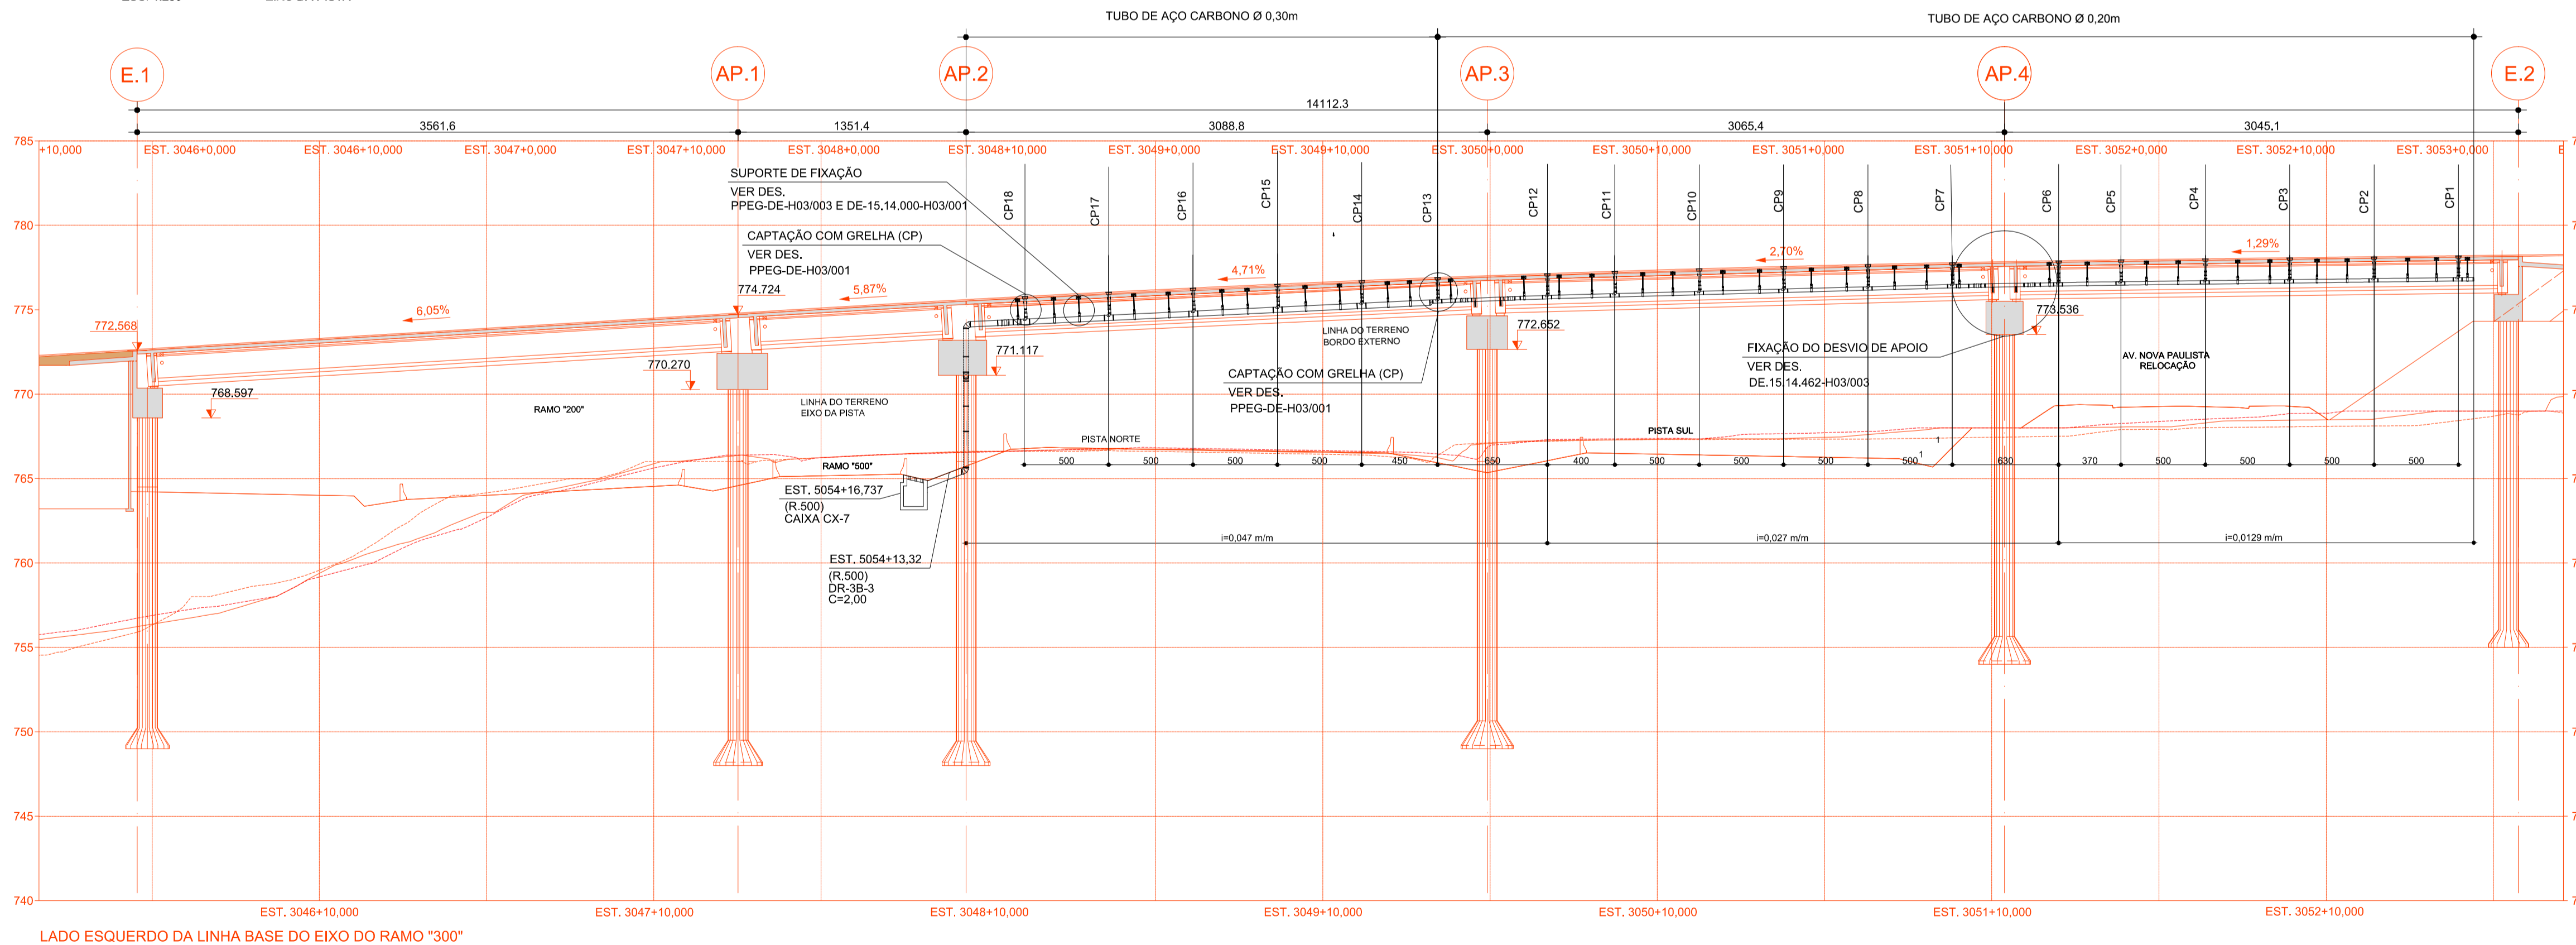 TUBO DE AÇO CARBONO Ø 0,30m
TUBO DE AÇO CARBONO Ø 0,20m
E.1
AP.1
AP.2
AP.3
AP.4
E.2
14112.3
3561.6
1351.4
3088.8
3065.4
3045.1
785
+10,000
EST. 3046+0,000
EST. 3046+10,000
EST. 3047+0,000
EST. 3047+10,000
EST. 3048+0,000
EST. 3048+10,000
EST. 3049+0,000
EST. 3049+10,000
EST. 3050+0,000
EST. 3050+10,000
EST. 3051+0,000
EST. 3051+10,000
EST. 3052+0,000
EST. 3052+10,000
EST. 3053+0,000
SUPORTE DE FIXAÇÃO
VER DES.
PPEG-DE-H03/003 E DE-15.14.000-H03/001
CP18
CP17
CP16
CP15
CP14
CP13
CP12
CP11
CP10
CP9
CP8
CP7
CP6
CP5
CP4
CP3
CP2
CP1
780
CAPTAÇÃO COM GRELHA (CP)
VER DES.
PPEG-DE-H03/001
774.724
6,05%
5,87%
4,71%
2,70%
1,29%
775
772.568
772.652
773.536
LINHA DO TERRENO
BORDO EXTERNO
771.117
770.270
768.597
770
FIXAÇÃO DO DESVIO DE APOIO
VER DES.
DE.15.14.462-H03/003
AV. NOVA PAULISTA
RELOCAÇÃO
CAPTAÇÃO COM GRELHA (CP)
VER DES.
PPEG-DE-H03/001
RAMO "200"
LINHA DO TERRENO
EIXO DA PISTA
PISTA NORTE
PISTA SUL
RAMO "500"
765
500
500
500
500
450
650
400
500
500
500
500
630
370
500
500
500
500
1
1
EST. 5054+16,737
(R.500)
CAIXA CX-7
i=0,047 m/m
i=0,027 m/m
i=0,0129 m/m
760
EST. 5054+13,32
(R.500)
DR-3B-3
C=2,00
755
750
745
740
EST. 3046+10,000
EST. 3047+10,000
EST. 3048+10,000
EST. 3049+10,000
EST. 3050+10,000
EST. 3051+10,000
EST. 3052+10,000
LADO ESQUERDO DA LINHA BASE DO EIXO DO RAMO "300"